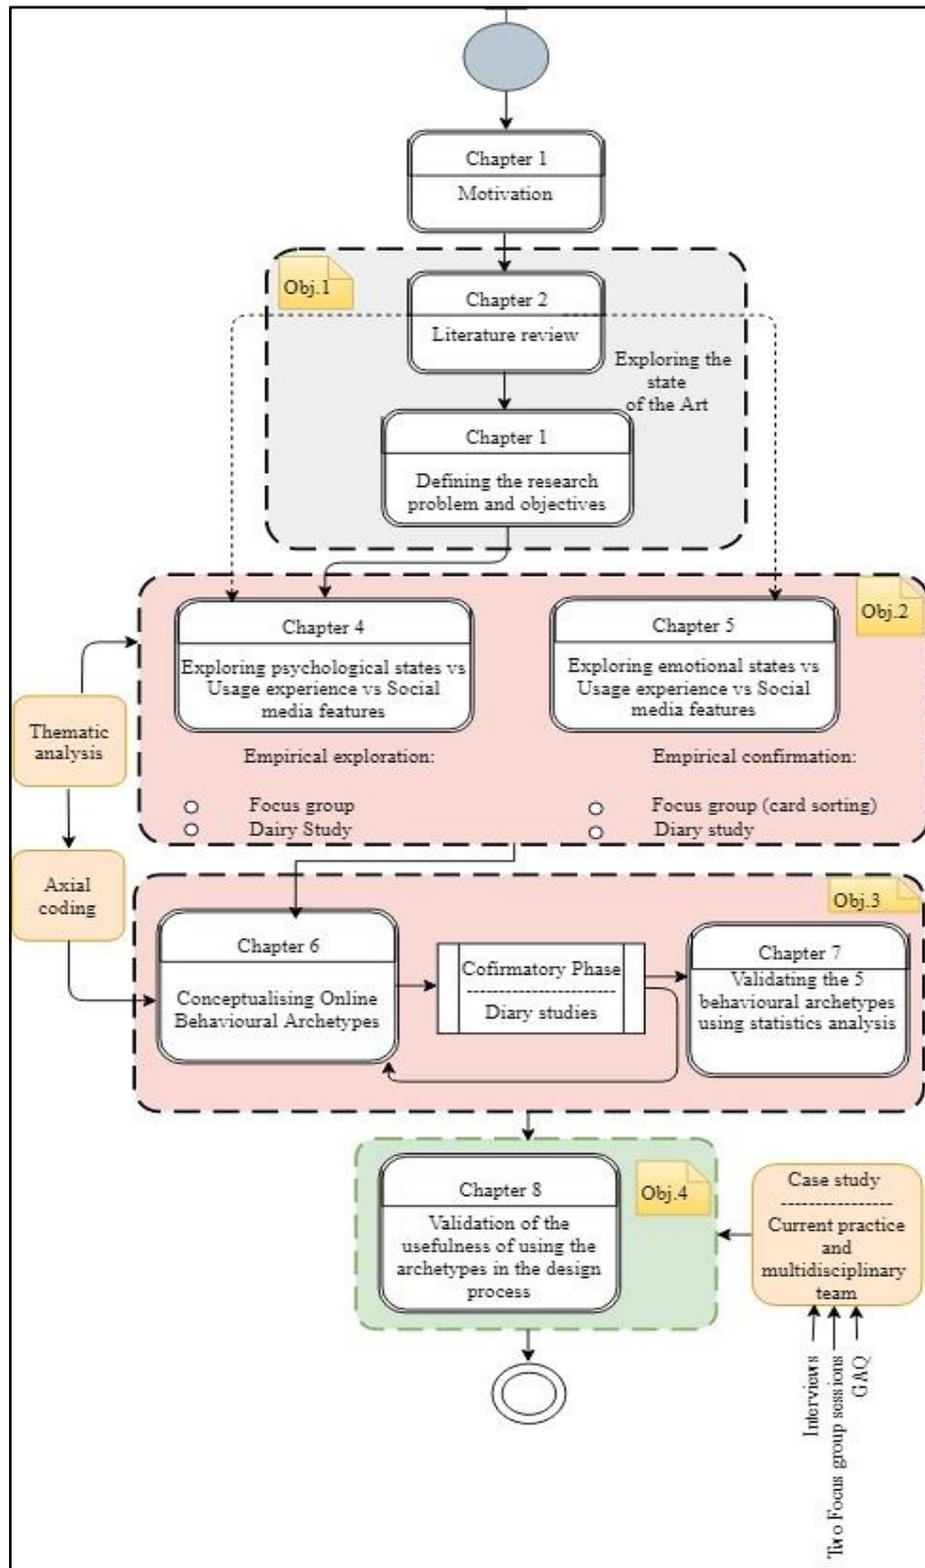 Chapter 1
Motivation
Obj.1
Chapter 2
Literature review
Exploring the
state
of the Art
Chapter 1
Defining the research
problem and objectives
Obj.2
Chapter 4
Exploring psychological states vs
Usage experience vs Social
media features
Chapter 5
Exploring emotional states vs
Usage experience vs Social
media features
Thematic
analysis
Empirical exploration:
Focus group
Dairy Study
Empirical confirmation:
Focus group (card sorting)
Diary study
Axial
coding
Obj.3
Chapter 6
Conceptualising Online
Behavioural Archetypes
Cofirmatory Phase
-----------------------
Diary studies
Chapter 7
Validating the 5
behavioural archetypes
using statistics analysis
Chapter 8
Validation of the
usefulness of using the
archetypes in the design
process
Obj.4
Case study
-----------------
Current practice
and
multidisciplinary
team
Interviews
Two Focus group sessions
GAQ